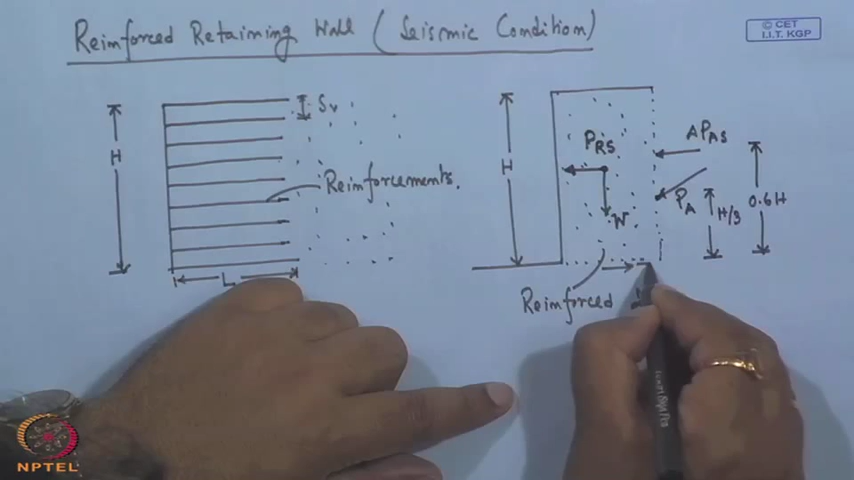 Reinforced Retaining Wall (Seismic Condition)
© CET
I.I.T. KGP
H
Sv
Reinforcements.
L
H
PRS
W
ΔPAS
PA
H/3
0.6H
Reinforced
NPTEL